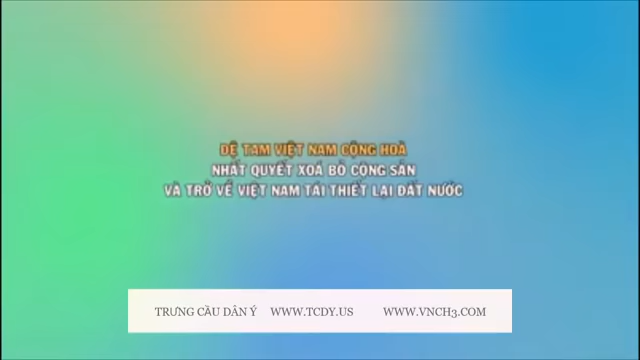 ĐỆ TAM VIỆT NAM CỘNG HOÀ
NHẤT QUYẾT XOÁ BỎ CỘNG SẢN
VÀ TRỞ VỀ VIỆT NAM TÁI THIẾT LẠI ĐẤT NƯỚC
TRƯNG CẦU DÂN Ý WWW.TCDY.US WWW.VNCH3.COM